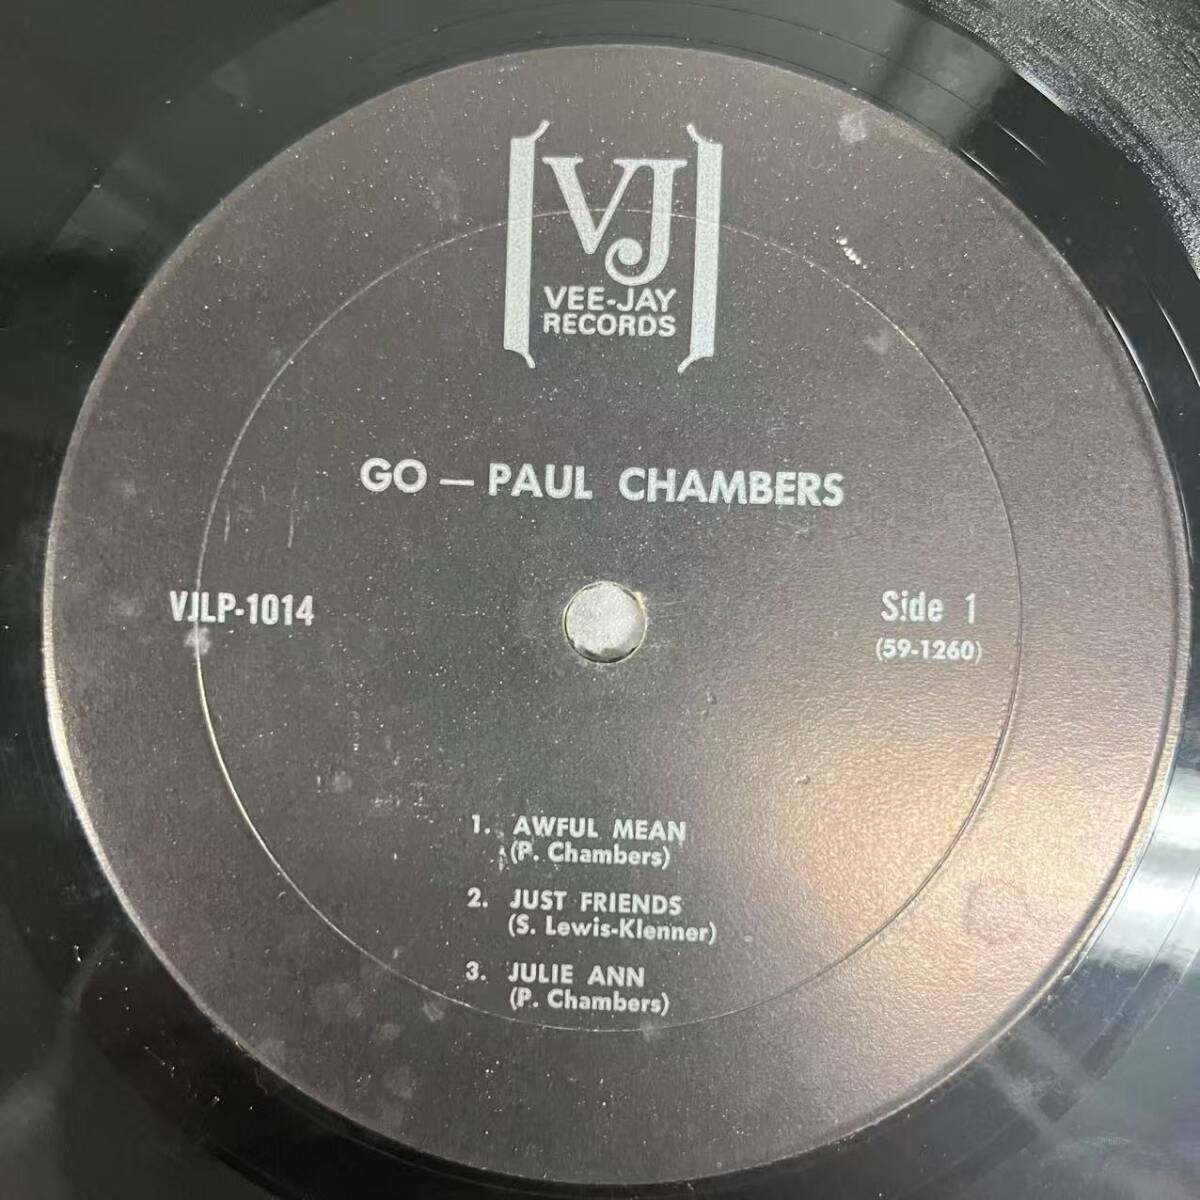 VJ
VEE-JAY
RECORDS
GO — PAUL CHAMBERS
VJLP-1014
Side 1
(59-1260)
1. AWFUL MEAN
(P. Chambers)
2. JUST FRIENDS
(S. Lewis-Klenner)
3. JULIE ANN
(P. Chambers)